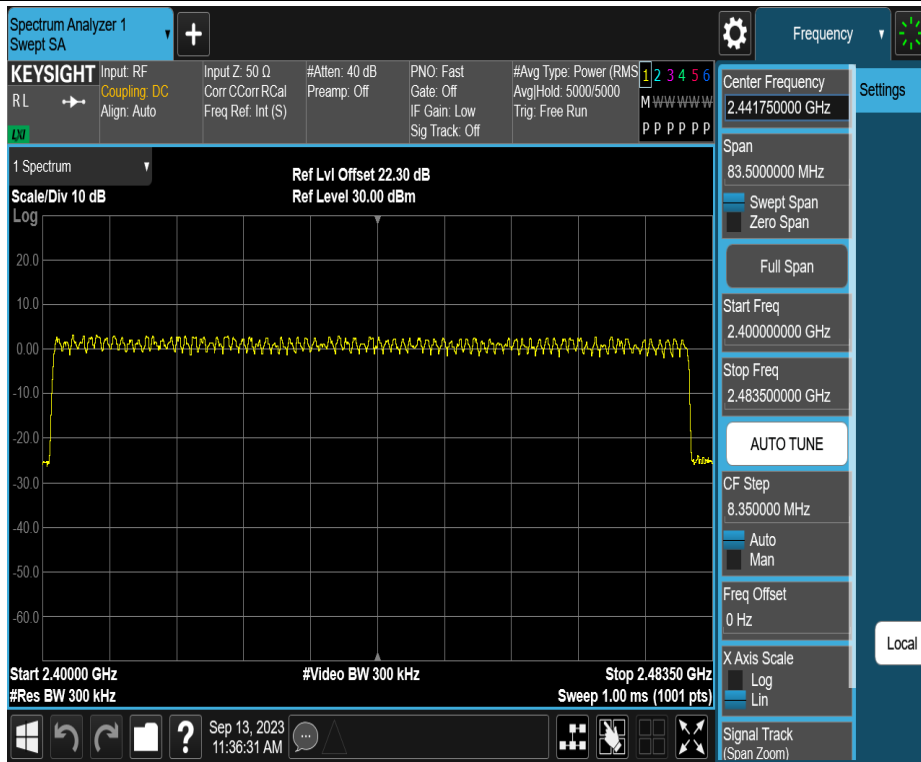 Spectrum Analyzer 1
Swept SA
+
Frequency
KEYSIGHT
R L
LXI
Input: RF
Coupling: DC
Align: Auto
Input Z: 50 Ω
Corr CCorr RCal
Freq Ref: Int (S)
#Atten: 40 dB
Preamp: Off
PNO: Fast
Gate: Off
IF Gain: Low
Sig Track: Off
#Avg Type: Power (RMS
Avg|Hold: 5000/5000
Trig: Free Run
1 2 3 4 5 6
M W W W W W
P P P P P P
1 Spectrum
Scale/Div 10 dB
Log
Ref Lvl Offset 22.30 dB
Ref Level 30.00 dBm
20.0
10.0
0.00
-10.0
-20.0
-30.0
-40.0
-50.0
-60.0
Start 2.40000 GHz
#Res BW 300 kHz
#Video BW 300 kHz
Stop 2.48350 GHz
Sweep 1.00 ms (1001 pts)
?
Sep 13, 2023
11:36:31 AM
Center Frequency
2.441750000 GHz
Settings
Span
83.5000000 MHz
Swept Span
Zero Span
Full Span
Start Freq
2.400000000 GHz
Stop Freq
2.483500000 GHz
AUTO TUNE
CF Step
8.350000 MHz
Auto
Man
Freq Offset
0 Hz
Local
X Axis Scale
Log
Lin
Signal Track
(Span Zoom)